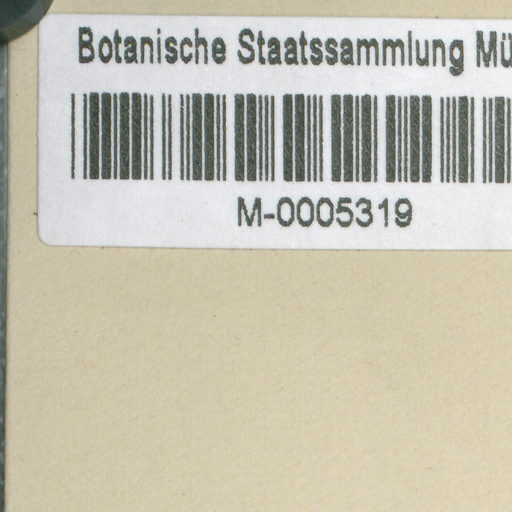 Botanische Staatssammlung Mü
M-0005319